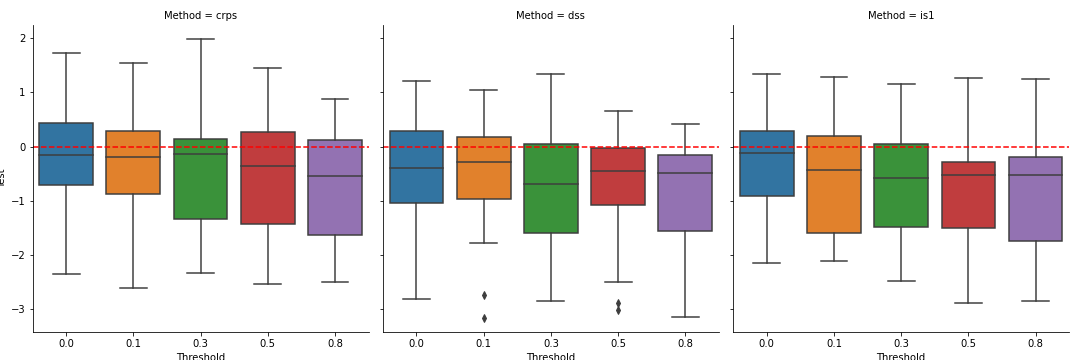 Method = crps
Method = dss
Method = is1
2
1
0
−1
−2
−3
0.0 0.1 0.3 0.5 0.8
0.0 0.1 0.3 0.5 0.8
0.0 0.1 0.3 0.5 0.8
Threshold
Threshold
Threshold